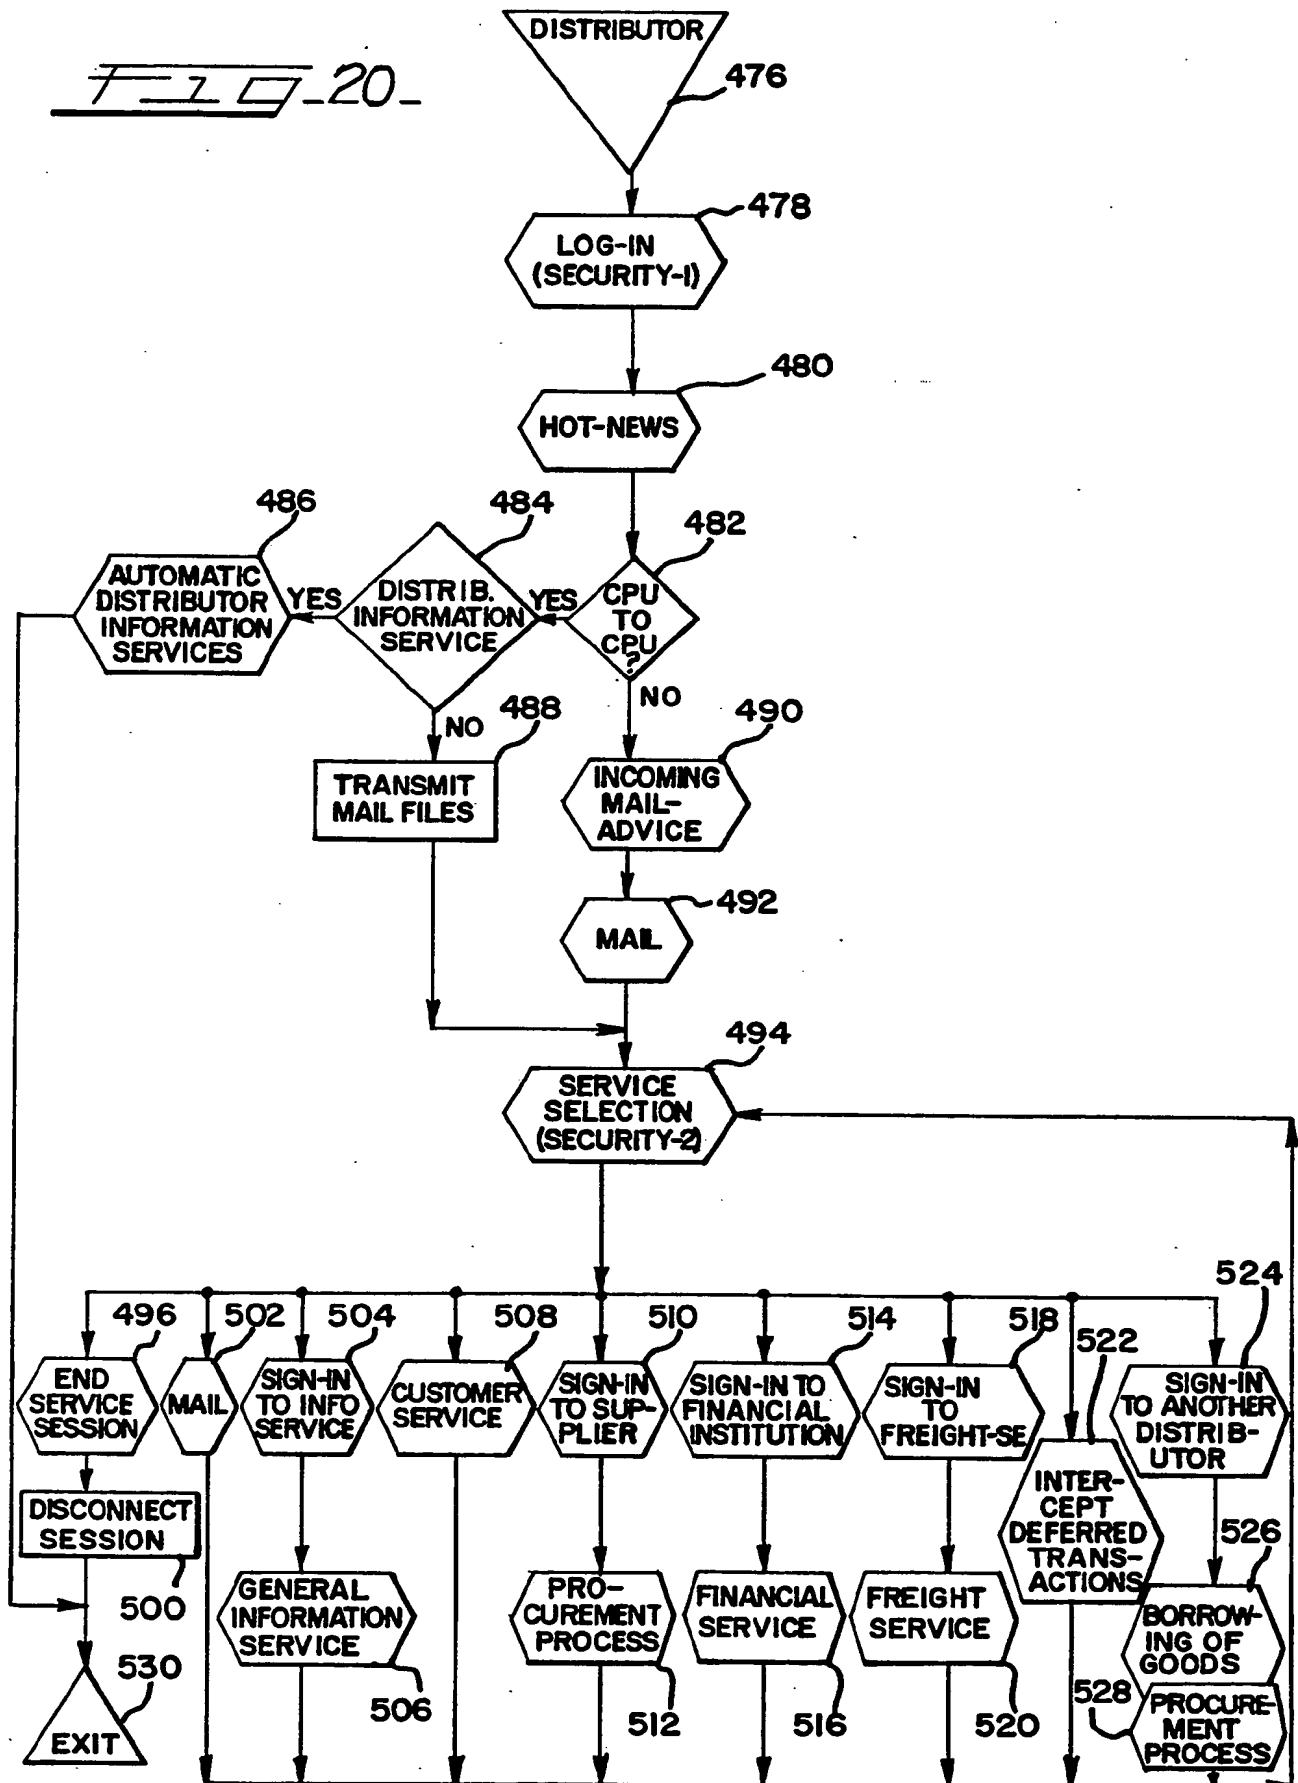 Fig-20-
DISTRIBUTOR
476
478
LOG-IN
(SECURITY-1)
480
HOT-NEWS
486
484
482
AUTOMATIC
DISTRIBUTOR
INFORMATION
SERVICES
YES
DISTRIB.
INFORMATION
SERVICE
YES
CPU
TO
CPU
?
NO
NO
488
490
TRANSMIT
MAIL FILES
INCOMING
MAIL-
ADVICE
492
MAIL
494
SERVICE
SELECTION
(SECURITY-2)
496
502
504
508
510
514
518
522
524
END
SERVICE
SESSION
MAIL
SIGN-IN
TO INFO
SERVICE
CUSTOMER
SERVICE
SIGN-IN
TO SUP-
PLIER
SIGN-IN TO
FINANCIAL
INSTITUTION
SIGN-IN
TO
FREIGHT-SE
INTER-
CEPT
DEFERRED
TRANS-
ACTIONS
SIGN-IN
TO ANOTHER
DISTRIB-
UTOR
DISCONNECT
SESSION
500
GENERAL
INFORMATION
SERVICE
506
PRO-
CUREMENT
PROCESS
512
FINANCIAL
SERVICE
516
FREIGHT
SERVICE
520
526
BORROW-
ING OF
GOODS
528
PROCURE-
MENT
PROCESS
530
EXIT